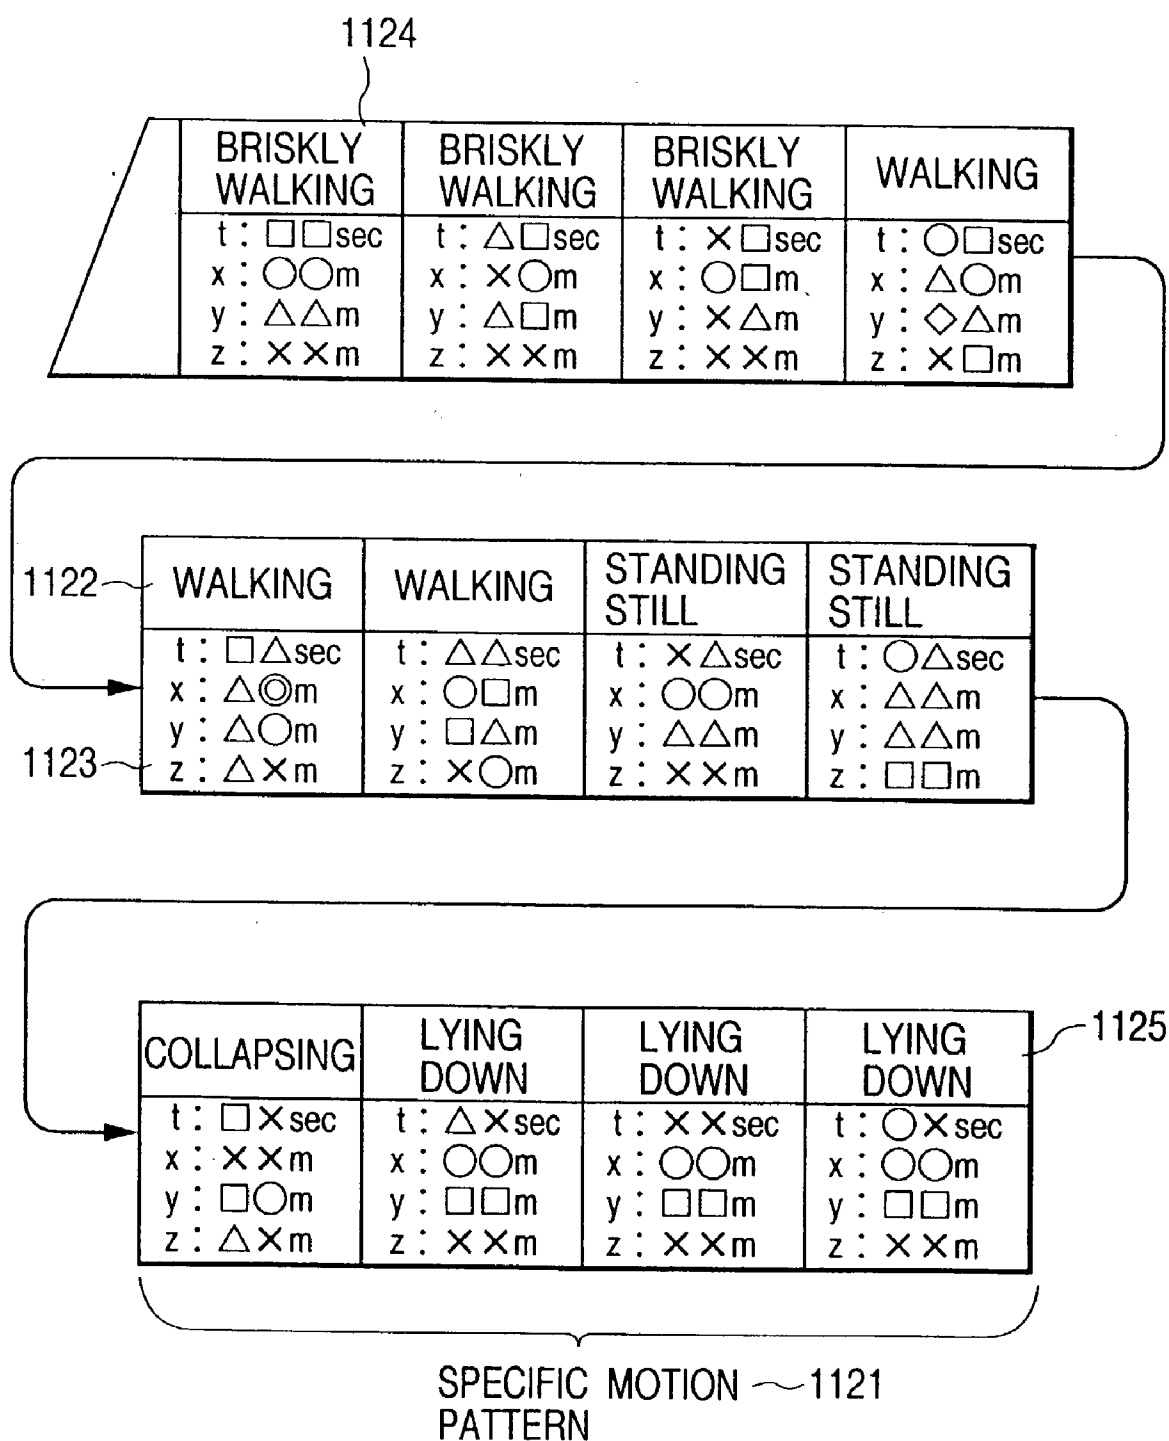 1124
BRISKLY WALKING BRISKLY WALKING BRISKLY WALKING WALKING
t : □□sec t : △□sec t : ×□sec t : ○□sec
x : ○○m x : ×○m x : ○□m x : △○m
y : △△m y : △□m y : ×△m y : ◇△m
z : ××m z : ××m z : ××m z : ×□m
1122 WALKING WALKING STANDING STILL STANDING STILL
t : □△sec t : △△sec t : ×△sec t : ○△sec
x : △◎m x : ○□m x : ○○m x : △△m
y : △○m y : □△m y : △△m y : △△m
1123 z : △×m z : ×○m z : ××m z : □□m
COLLAPSING LYING DOWN LYING DOWN LYING DOWN 1125
t : □×sec t : △×sec t : ××sec t : ○×sec
x : ××m x : ○○m x : ○○m x : ○○m
y : □○m y : □□m y : □□m y : □□m
z : △×m z : ××m z : ××m z : ××m
SPECIFIC MOTION 1121
PATTERN